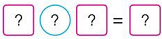 ? ? ? = ?